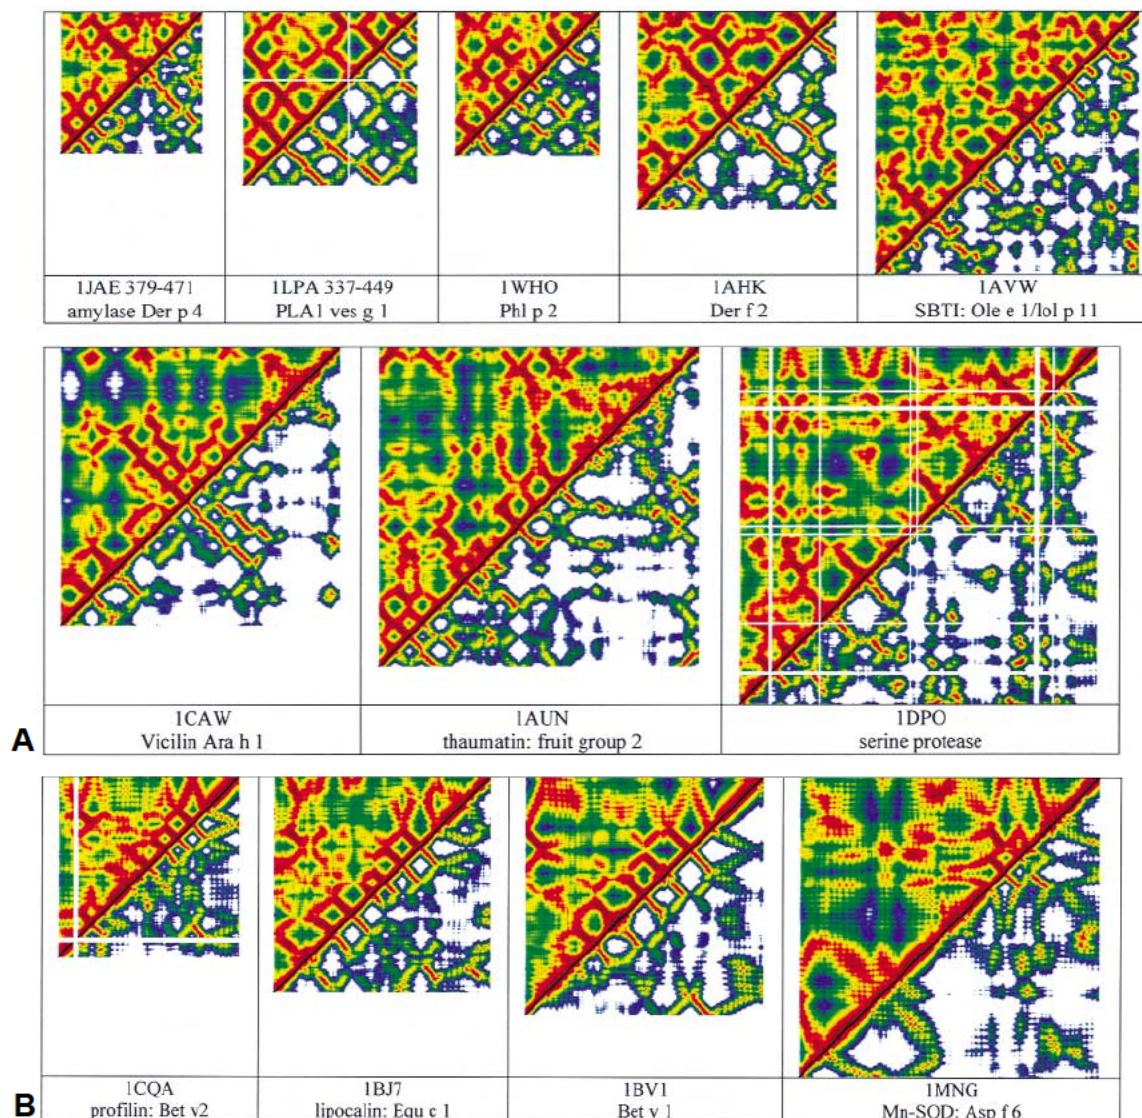 1JAE 379-471
amylase Der p 4
1LPA 337-449
PLA1 ves g 1
1WHO
Phl p 2
1AHK
Der f 2
1AVW
SBTI: Ole e 1/lol p 11
1CAW
Vicilin Ara h 1
1AUN
thaumatin: fruit group 2
1DPO
serine protease
A
1CQA
profilin: Bet v2
1BJ7
lipocalin: Equ c 1
1BV1
Bet v 1
1MNG
Mn-SOD: Asp f 6
B